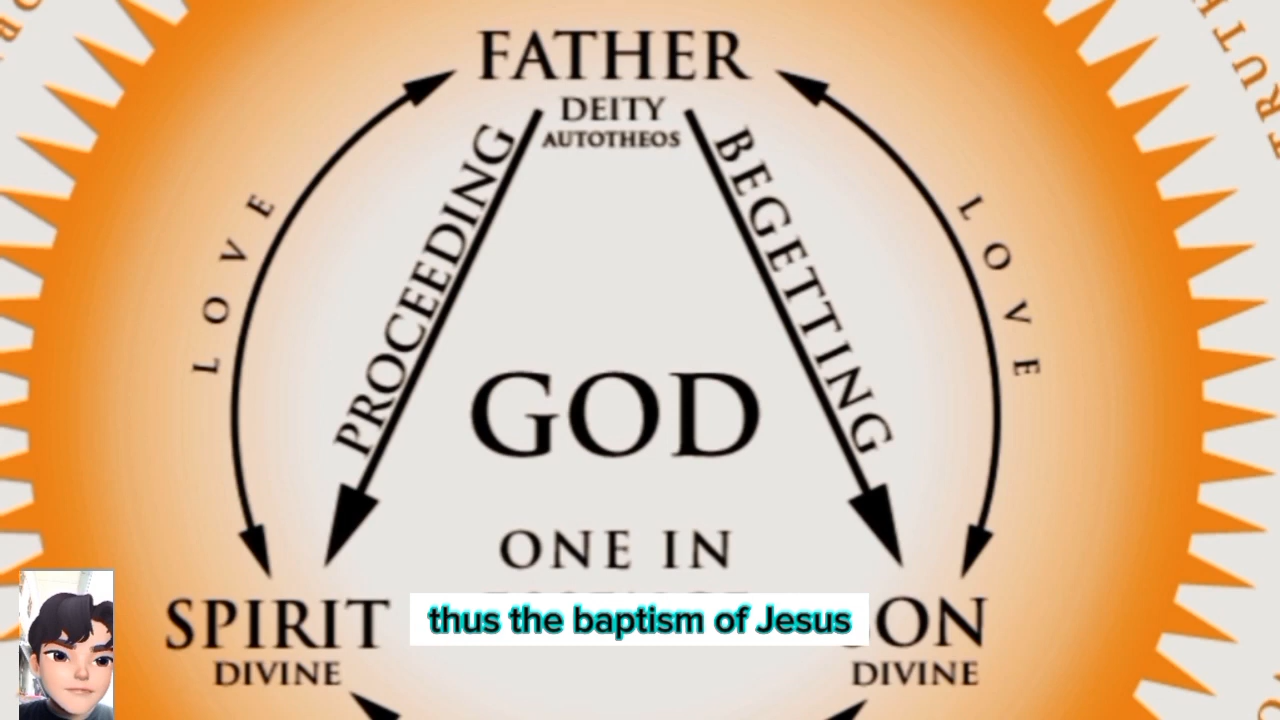 FATHER
DEITY
AUTOTHEOS
PROCEEDING
BEGETTING
LOVE
LOVE
GOD
ONE IN
thus the baptism of Jesus
SPIRIT
DIVINE
ON
DIVINE